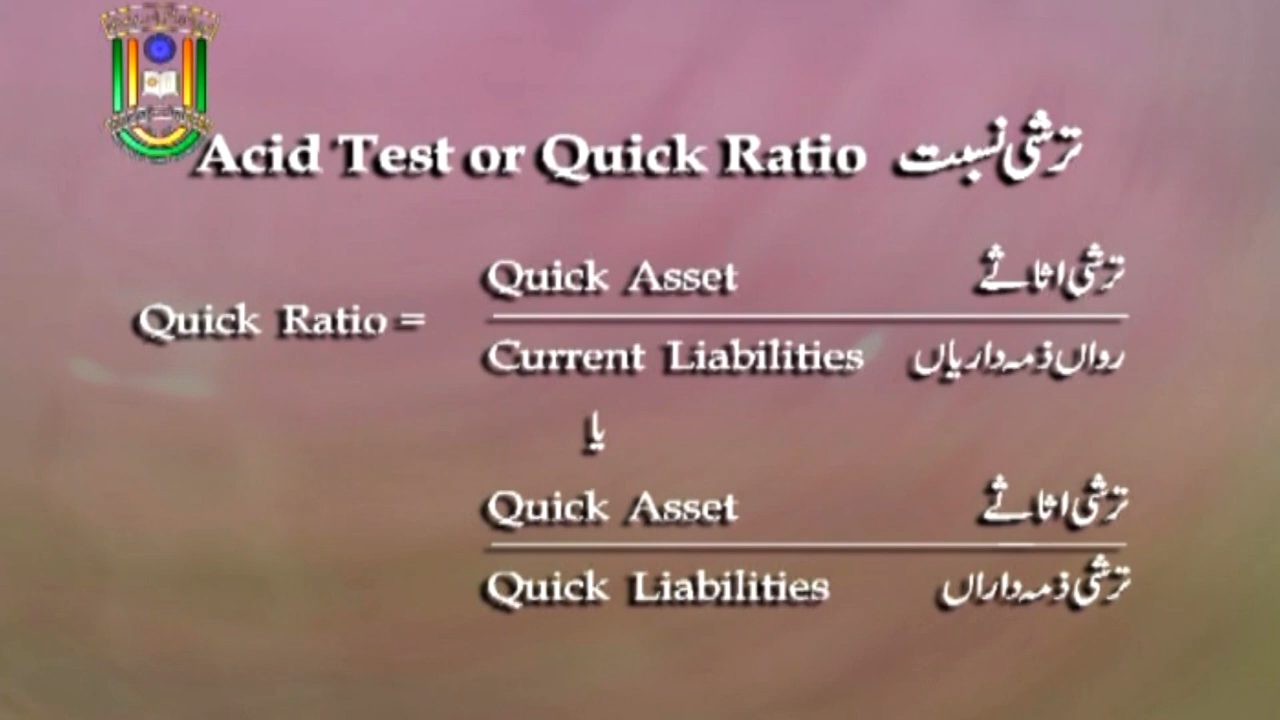 Acid Test or Quick Ratio ترشی نسبت
Quick Asset ترشی اثاثے
Quick Ratio =
Current Liabilities رواں ذمہ داریاں
یا
Quick Asset ترشی اثاثے
Quick Liabilities ترشی ذمہ داراں